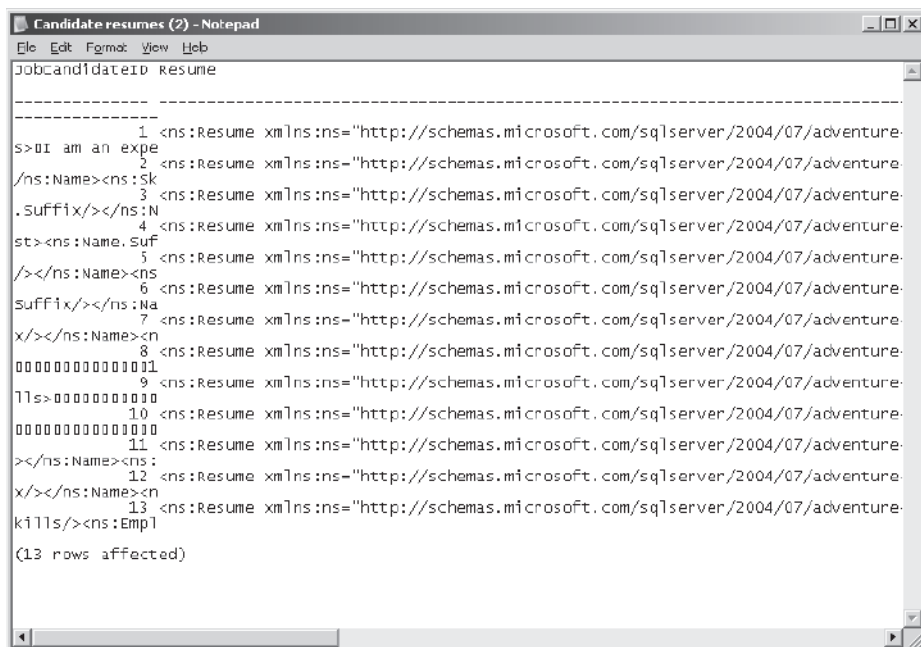 Candidate resumes (2) - Notepad
File Edit Format View Help
JobCandidateID Resume
-------------- ---------------------------------------------------------------------------
--------------
1 <ns:Resume xmlns:ns="http://schemas.microsoft.com/sqlserver/2004/07/adventure-
s>▯I am an expe
2 <ns:Resume xmlns:ns="http://schemas.microsoft.com/sqlserver/2004/07/adventure-
/ns:Name><ns:Sk
3 <ns:Resume xmlns:ns="http://schemas.microsoft.com/sqlserver/2004/07/adventure-
.Suffix/></ns:N
4 <ns:Resume xmlns:ns="http://schemas.microsoft.com/sqlserver/2004/07/adventure-
st><ns:Name.Suf
5 <ns:Resume xmlns:ns="http://schemas.microsoft.com/sqlserver/2004/07/adventure-
/></ns:Name><ns
6 <ns:Resume xmlns:ns="http://schemas.microsoft.com/sqlserver/2004/07/adventure-
Suffix/></ns:Na
7 <ns:Resume xmlns:ns="http://schemas.microsoft.com/sqlserver/2004/07/adventure-
x/></ns:Name><n
8 <ns:Resume xmlns:ns="http://schemas.microsoft.com/sqlserver/2004/07/adventure-
▯▯▯▯▯▯▯▯▯▯▯▯▯▯1
9 <ns:Resume xmlns:ns="http://schemas.microsoft.com/sqlserver/2004/07/adventure-
lls>▯▯▯▯▯▯▯▯▯▯▯
10 <ns:Resume xmlns:ns="http://schemas.microsoft.com/sqlserver/2004/07/adventure-
▯▯▯▯▯▯▯▯▯▯▯▯▯▯▯
11 <ns:Resume xmlns:ns="http://schemas.microsoft.com/sqlserver/2004/07/adventure-
></ns:Name><ns:
12 <ns:Resume xmlns:ns="http://schemas.microsoft.com/sqlserver/2004/07/adventure-
x/></ns:Name><n
13 <ns:Resume xmlns:ns="http://schemas.microsoft.com/sqlserver/2004/07/adventure-
kills/><ns:Empl
(13 rows affected)